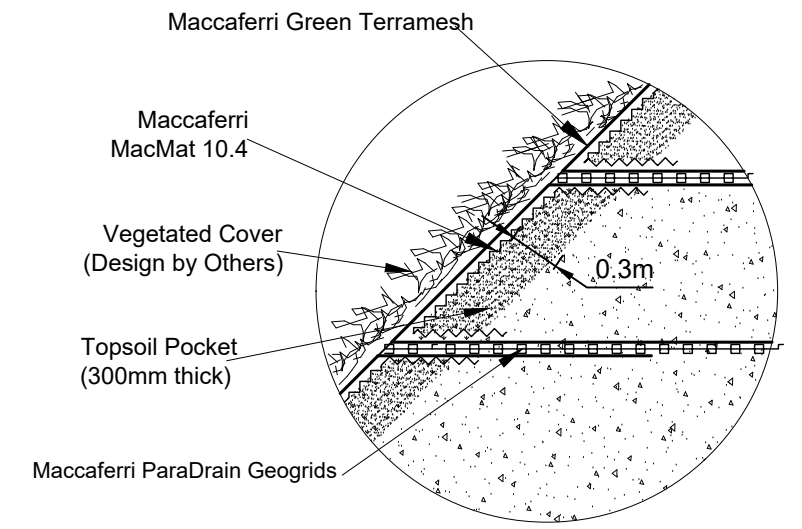 Maccaferri Green Terramesh
Maccaferri
MacMat 10.4
Vegetated Cover
(Design by Others)
0.3m
Topsoil Pocket
(300mm thick)
Maccaferri ParaDrain Geogrids